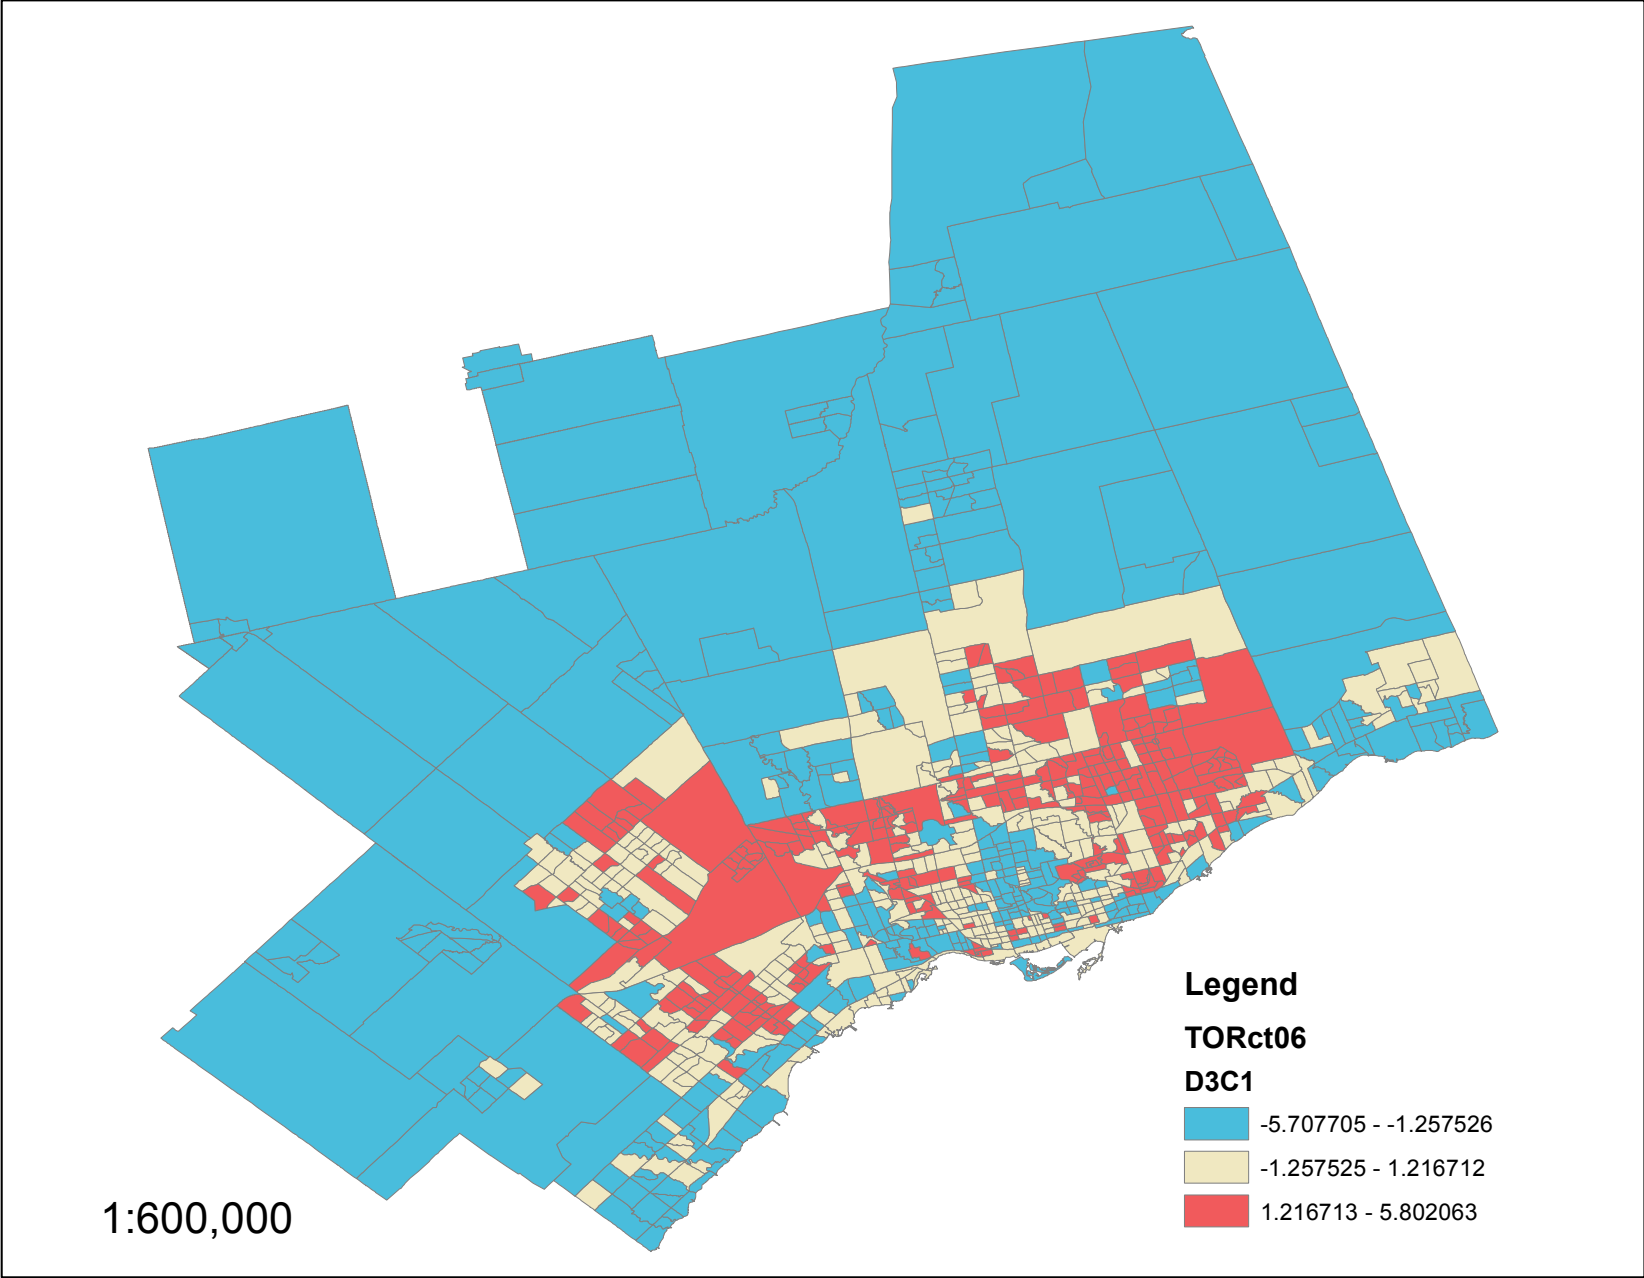 Legend
TORct06
D3C1
-5.707705 - -1.257526
-1.257525 - 1.216712
1.216713 - 5.802063
1:600,000